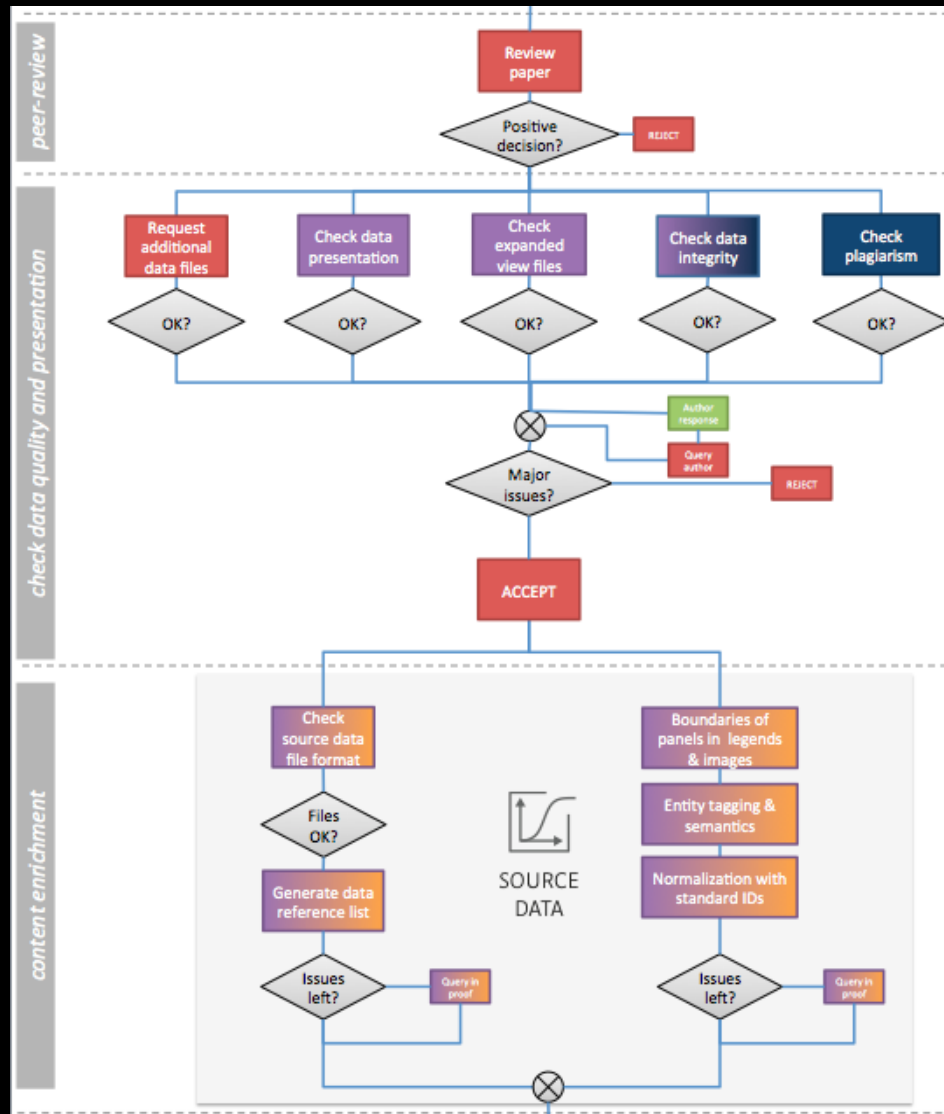 peer-review
Review
paper
Positive
decision?
REJECT
check data quality and presentation
Request
additional
data files
Check data
presentation
Check
expanded
view files
Check data
integrity
Check
plagiarism
OK?
OK?
OK?
OK?
OK?
Author
response
Query
author
Major
issues?
REJECT
ACCEPT
content enrichment
Check
source data
file format
Boundaries of
panels in legends
& images
Files
OK?
Entity tagging &
semantics
SOURCE
DATA
Generate data
reference list
Normalization with
standard IDs
Issues
left?
Query in
proof
Issues
left?
Query in
proof